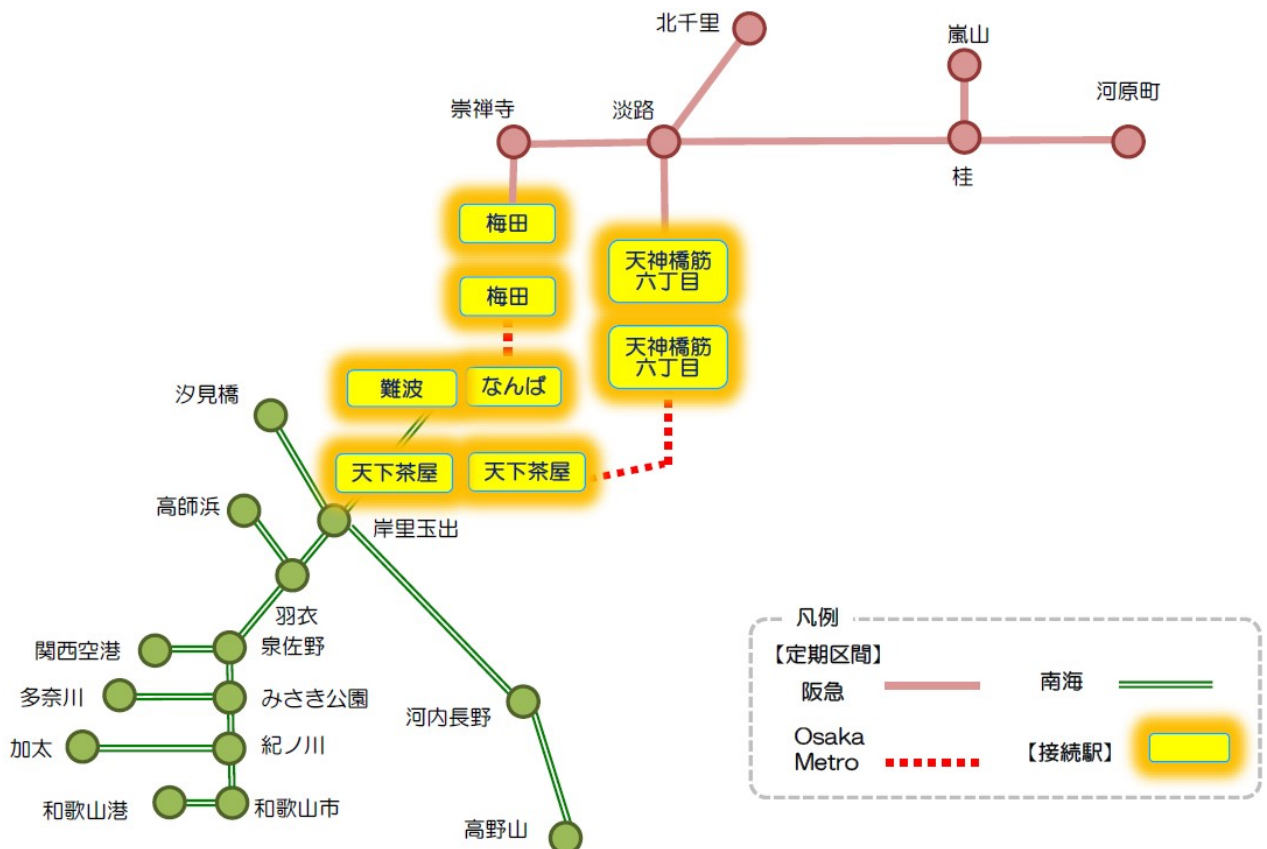 北千里
嵐山
河原町
崇禅寺
淡路
桂
梅田
天神橋筋
六丁目
梅田
天神橋筋
六丁目
難波
なんば
汐見橋
天下茶屋
天下茶屋
高師浜
岸里玉出
羽衣
関西空港
泉佐野
多奈川
みさき公園
加太
紀ノ川
河内長野
和歌山港
和歌山市
高野山
凡例
【定期区間】
阪急
南海
Osaka
Metro
【接続駅】